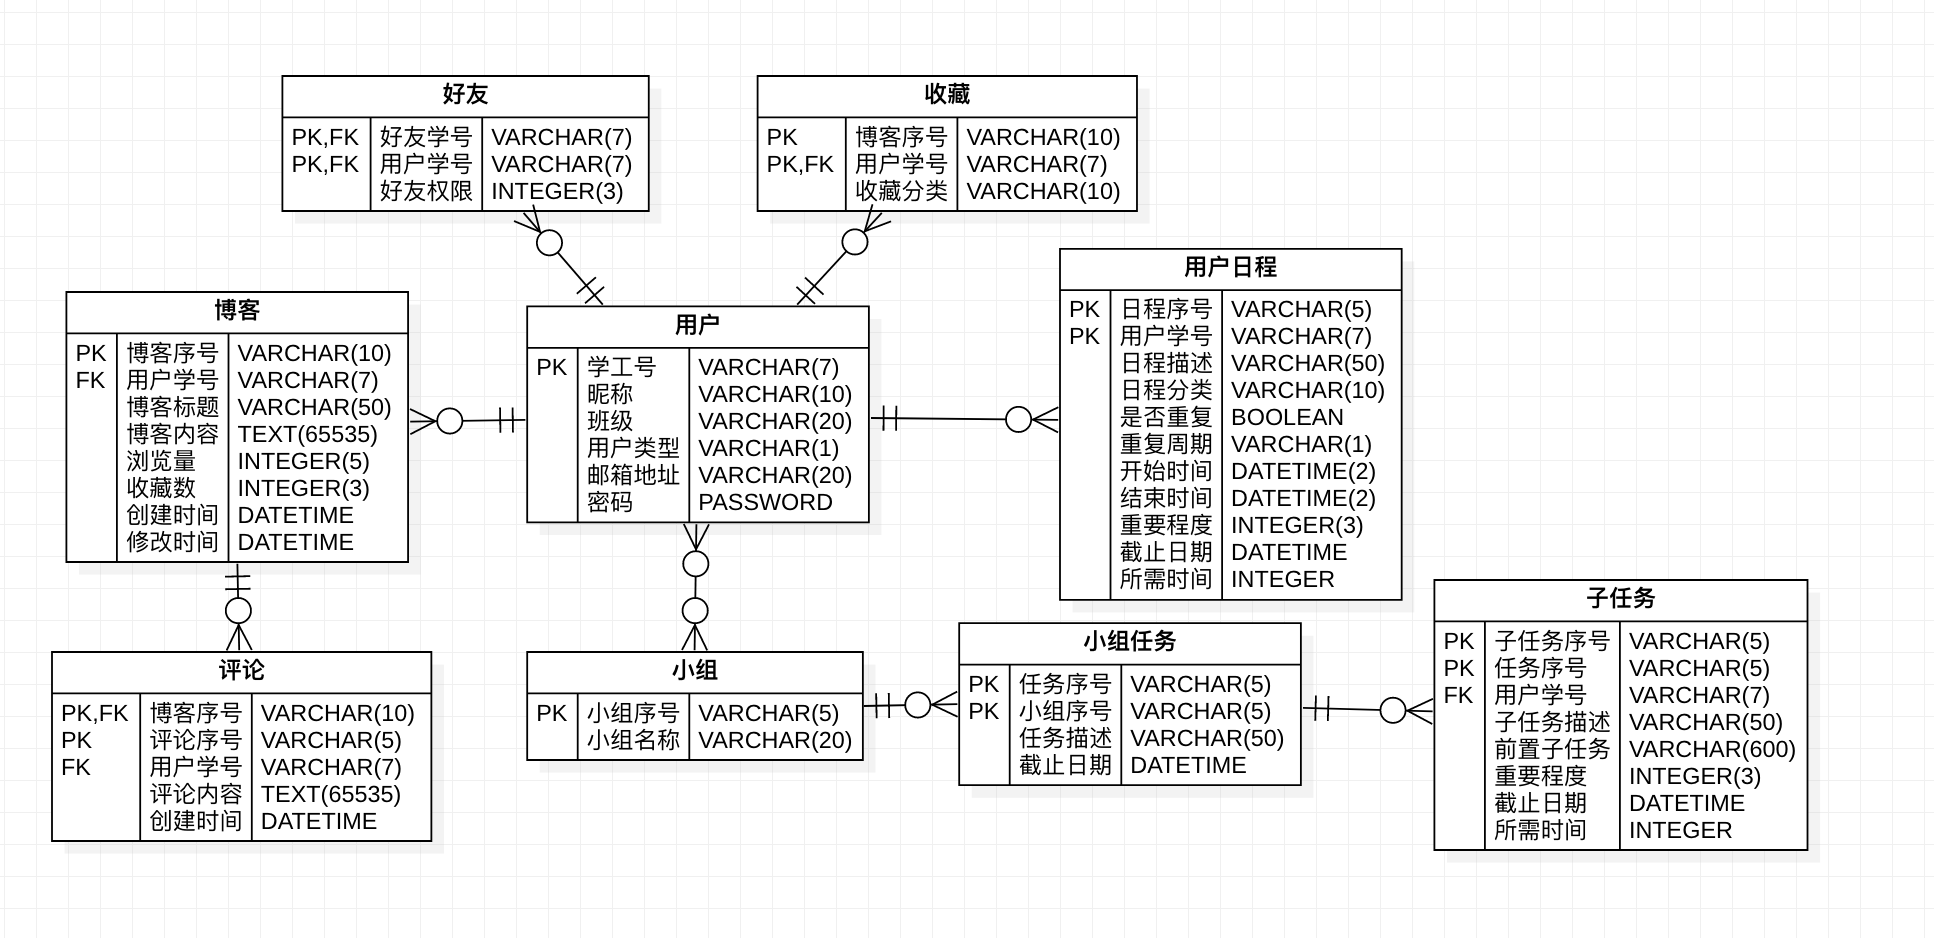 好友
PK,FK 好友学号 VARCHAR(7)
PK,FK 用户学号 VARCHAR(7)
好友权限 INTEGER(3)
收藏
PK 博客序号 VARCHAR(10)
PK,FK 用户学号 VARCHAR(7)
收藏分类 VARCHAR(10)
用户日程
PK 日程序号 VARCHAR(5)
PK 用户学号 VARCHAR(7)
日程描述 VARCHAR(50)
日程分类 VARCHAR(10)
是否重复 BOOLEAN
重复周期 VARCHAR(1)
开始时间 DATETIME(2)
结束时间 DATETIME(2)
重要程度 INTEGER(3)
截止日期 DATETIME
所需时间 INTEGER
博客
PK 博客序号 VARCHAR(10)
FK 用户学号 VARCHAR(7)
博客标题 VARCHAR(50)
博客内容 TEXT(65535)
浏览量 INTEGER(5)
收藏数 INTEGER(3)
创建时间 DATETIME
修改时间 DATETIME
用户
PK 学工号 VARCHAR(7)
昵称 VARCHAR(10)
班级 VARCHAR(20)
用户类型 VARCHAR(1)
邮箱地址 VARCHAR(20)
密码 PASSWORD
评论
PK,FK 博客序号 VARCHAR(10)
PK 评论序号 VARCHAR(5)
FK 用户学号 VARCHAR(7)
评论内容 TEXT(65535)
创建时间 DATETIME
小组
PK 小组序号 VARCHAR(5)
小组名称 VARCHAR(20)
小组任务
PK 任务序号 VARCHAR(5)
PK 小组序号 VARCHAR(5)
任务描述 VARCHAR(50)
截止日期 DATETIME
子任务
PK 子任务序号 VARCHAR(5)
PK 任务序号 VARCHAR(5)
FK 用户学号 VARCHAR(7)
子任务描述 VARCHAR(50)
前置子任务 VARCHAR(600)
重要程度 INTEGER(3)
截止日期 DATETIME
所需时间 INTEGER